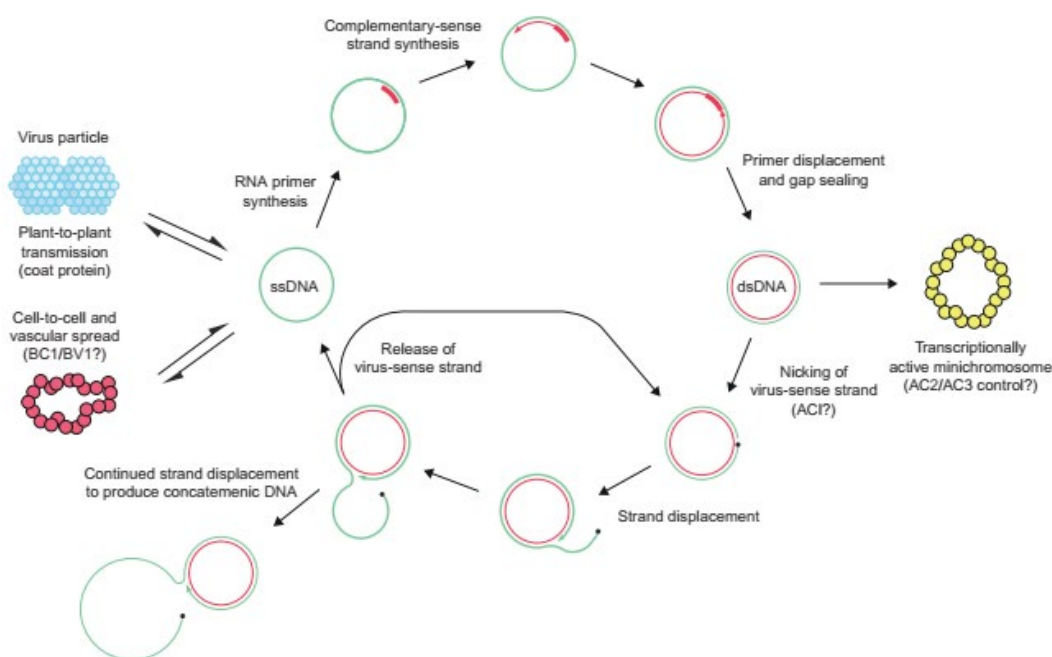 Complementary-sense
strand synthesis
Virus particle
Plant-to-plant
transmission
(coat protein)
RNA primer
synthesis
Primer displacement
and gap sealing
ssDNA
dsDNA
Cell-to-cell and
vascular spread
(BC1/BV1?)
Release of
virus-sense strand
Nicking of
virus-sense strand
(ACI?)
Transcriptionally
active minichromosome
(AC2/AC3 control?)
Continued strand displacement
to produce concatemenic DNA
Strand displacement